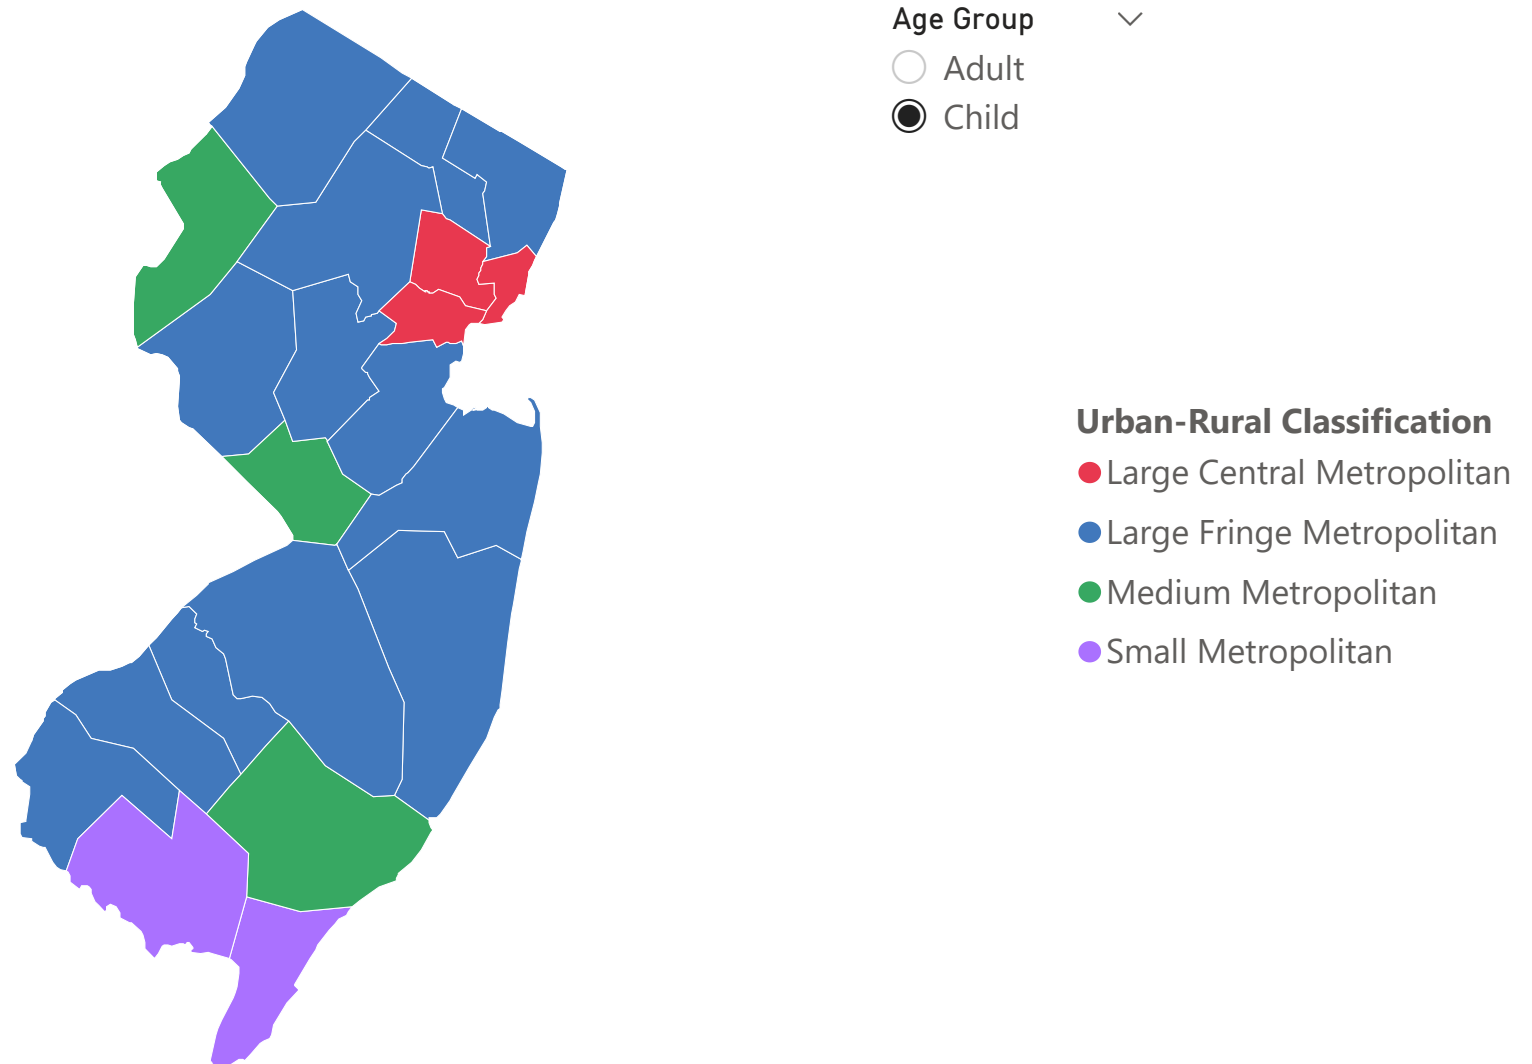 Age Group
Adult
Child
Urban-Rural Classification
Large Central Metropolitan
Large Fringe Metropolitan
Medium Metropolitan
Small Metropolitan